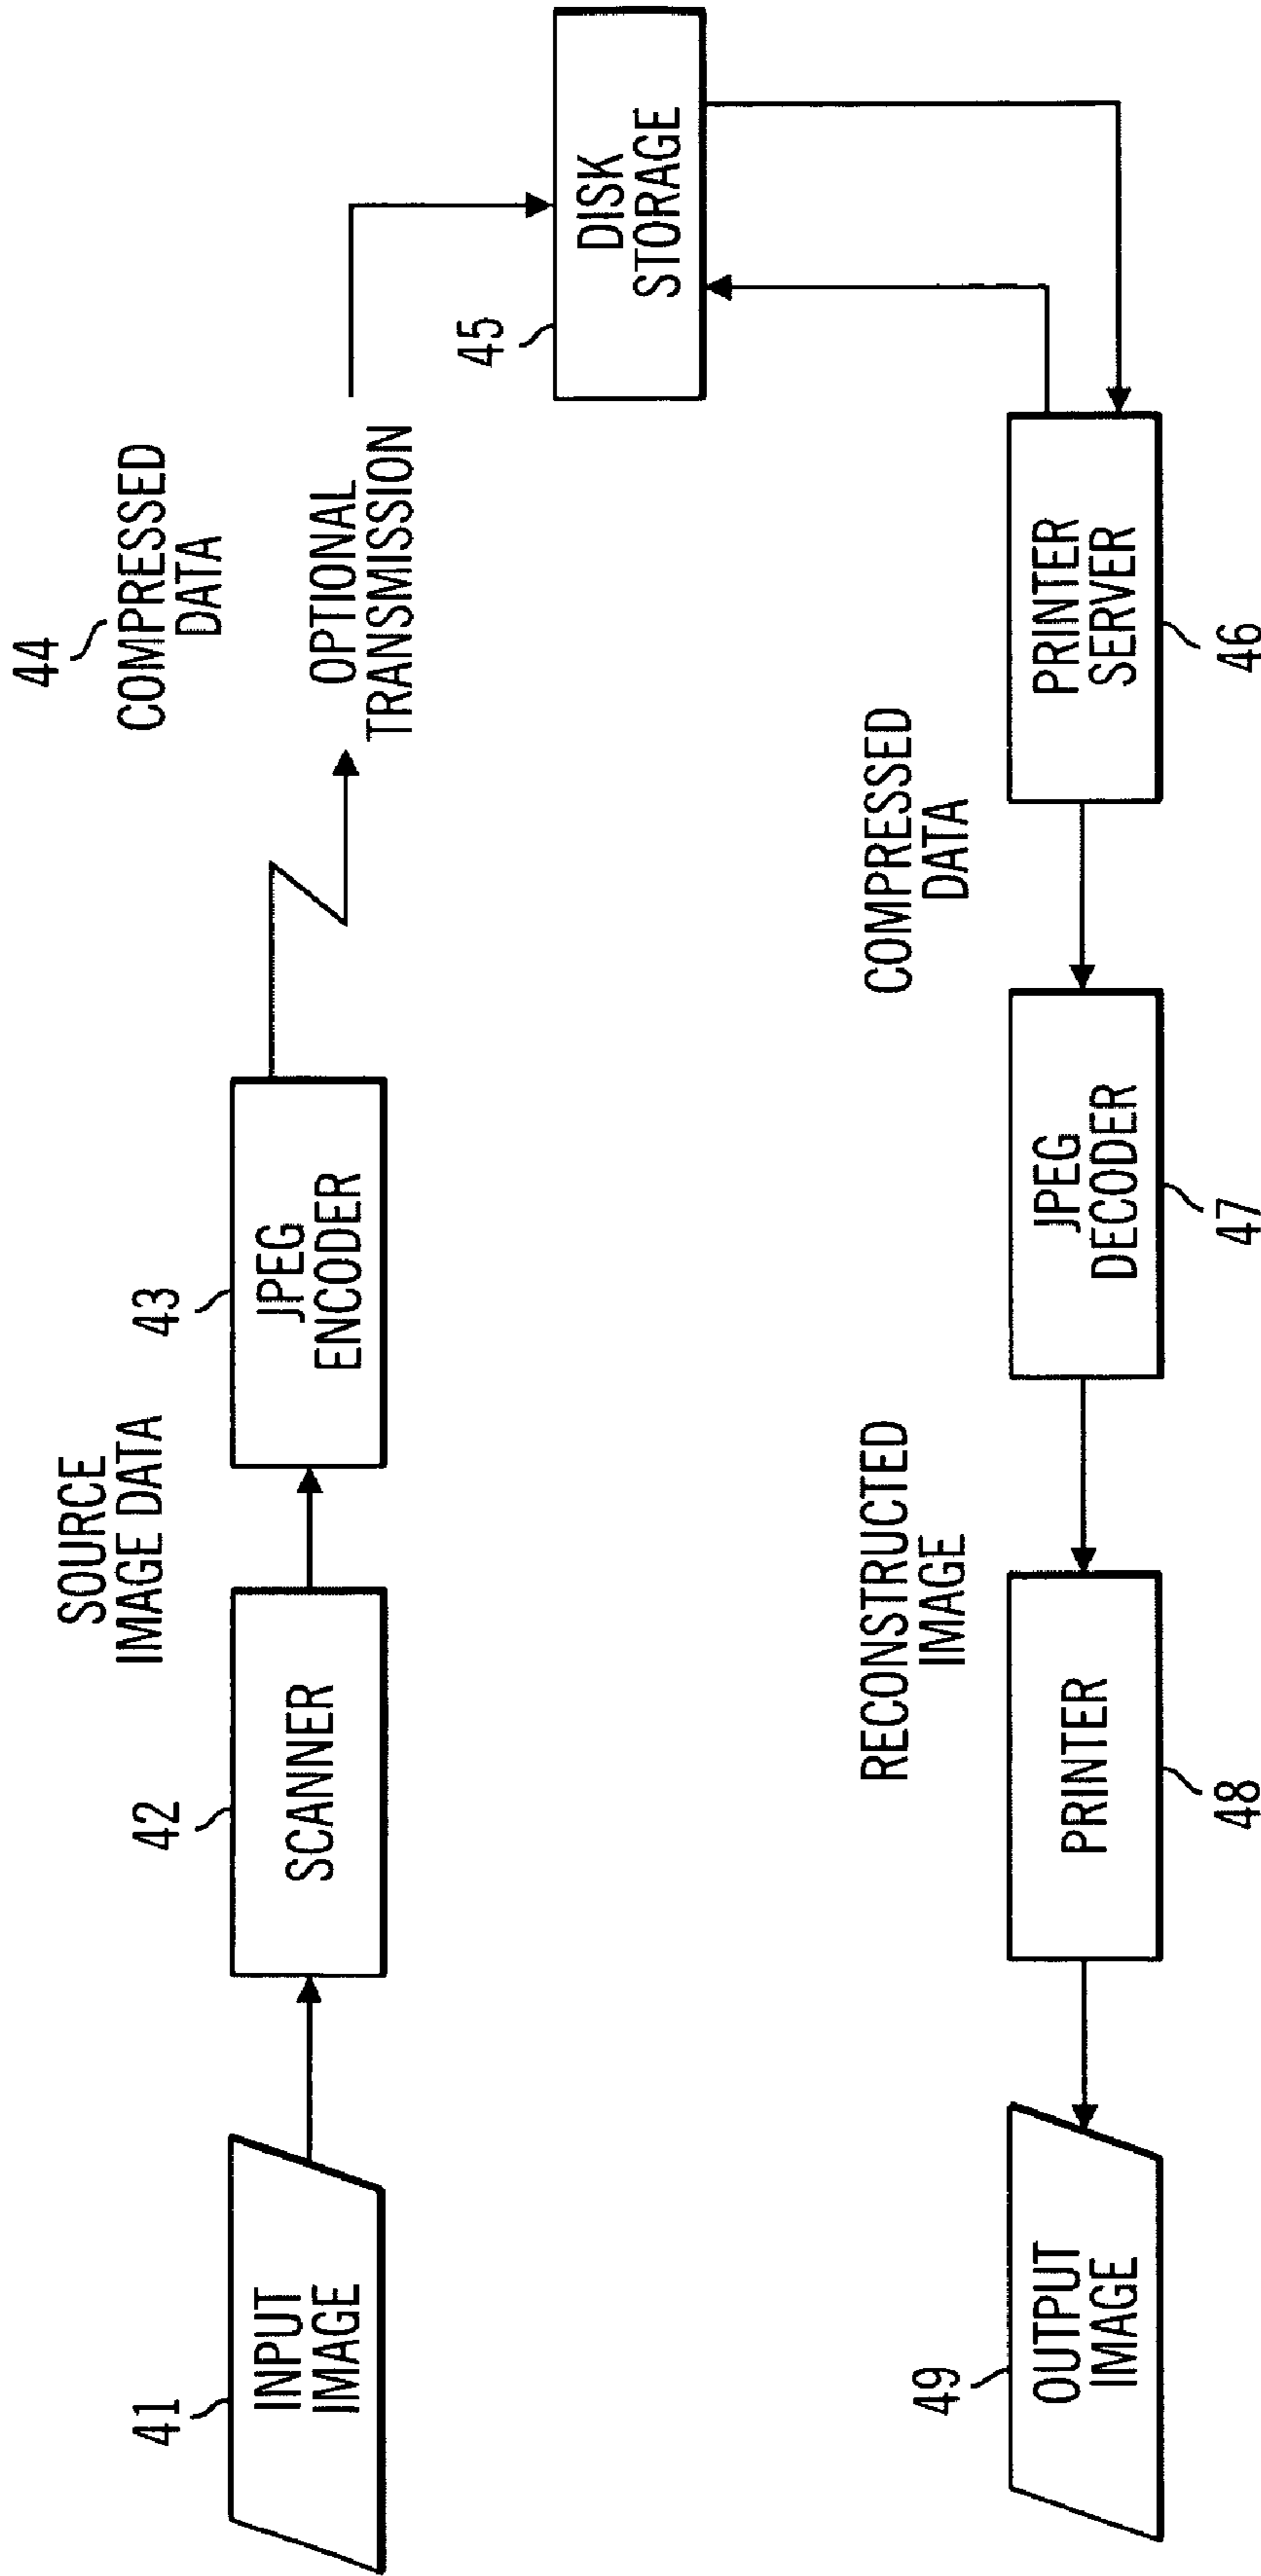 41
INPUT
IMAGE
42
SCANNER
SOURCE
IMAGE DATA
43
JPEG
ENCODER
44
COMPRESSED
DATA
OPTIONAL
TRANSMISSION
45
DISK
STORAGE
PRINTER
SERVER
46
COMPRESSED
DATA
JPEG
DECODER
47
RECONSTRUCTED
IMAGE
PRINTER
48
49
OUTPUT
IMAGE